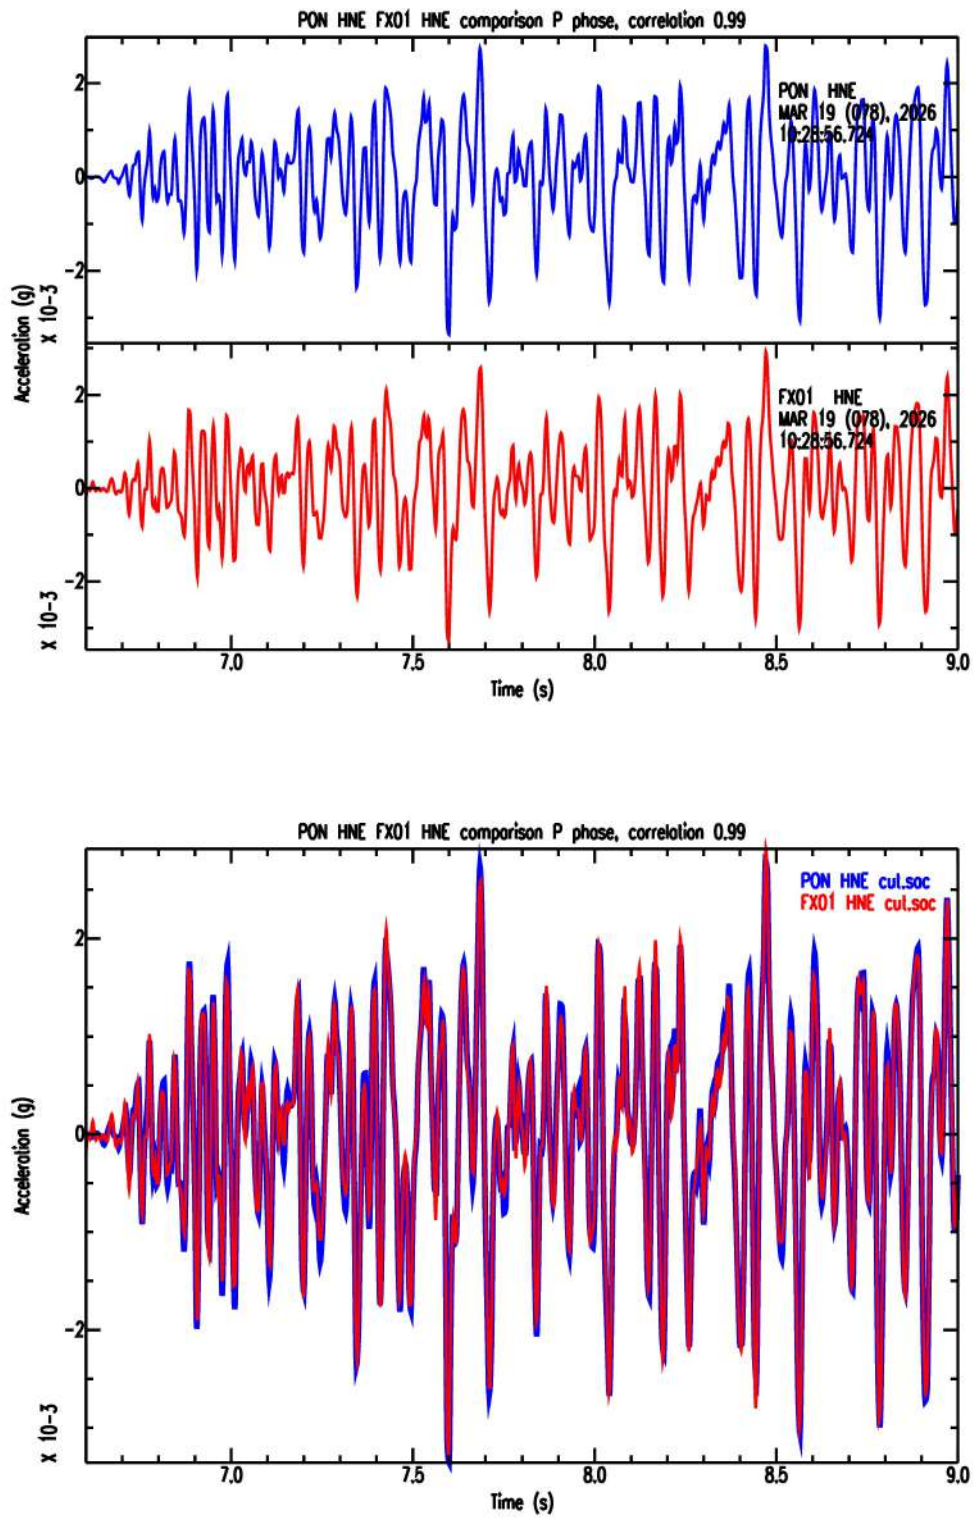 PON HNE FX01 HNE comparison P phase, correlation 0.99
2
0
-2
X 10-3
PON HNE
MAR 19 (078), 2026
10:28:56.724
Acceleration (g)
2
0
-2
X 10-3
FX01 HNE
MAR 19 (078), 2026
10:28:56.724
7.0 7.5 8.0 8.5 9.0
Time (s)
PON HNE FX01 HNE comparison P phase, correlation 0.99
PON HNE cut.soc
FX01 HNE cut.soc
2
0
-2
Acceleration (g)
X 10-3
7.0 7.5 8.0 8.5 9.0
Time (s)